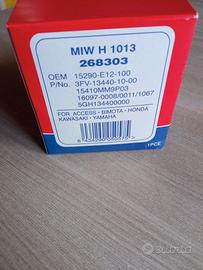 MIW H 1013
268303
OEM 15290-E12-100
P/No. 3FV-13440-10-00
15410MM9P03
16097-0008/0011/1067
5GH134400000
FOR ACCESS - BIMOTA - HONDA
KAWASAKI - YAMAHA
1PCE
subito